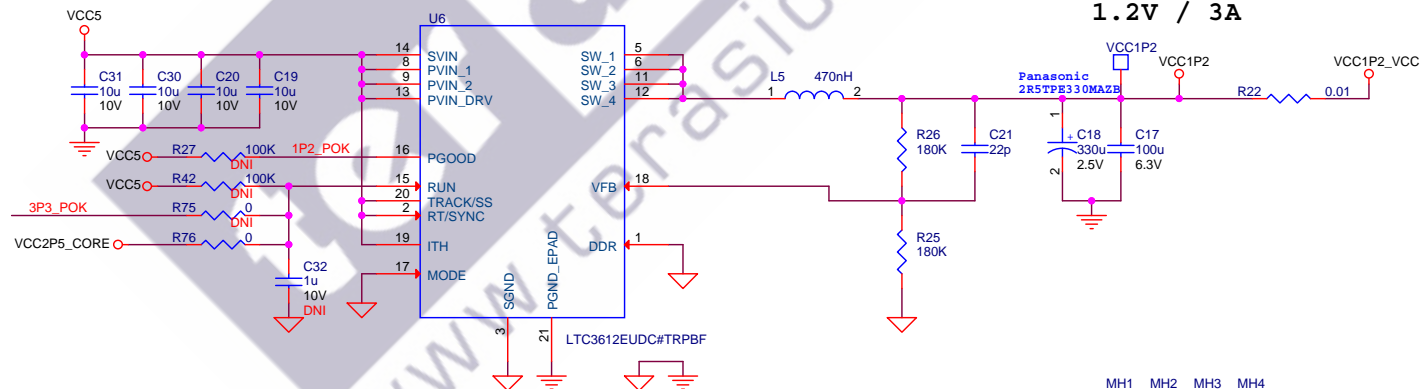 1.2V / 3A
VCC5
U6
VCC1P2
VCC1P2
VCC1P2_VCC
14 SVIN SW_1 5
8 PVIN_1 SW_2 6
9 PVIN_2 SW_3 11
13 PVIN_DRV SW_4 12
C31 10u 10V
C30 10u 10V
C20 10u 10V
C19 10u 10V
L5 470nH
1 2
Panasonic
2R5TPE330MAZB
R22 0.01
VCC5 R27 100K DNI 1P2_POK 16 PGOOD
VCC5 R42 100K DNI 15 RUN
20 TRACK/SS
3P3_POK R75 0 DNI 2 RT/SYNC
VCC2P5_CORE R76 0 19 ITH
17 MODE
C32 1u 10V DNI
VFB 18
DDR 1
R26 180K
C21 22p
R25 180K
1 + C18 330u 2.5V 2
C17 100u 6.3V
SGND 3
PGND_EPAD 21
LTC3612EUDC#TRPBF
MH1 MH2 MH3 MH4
www.terasic